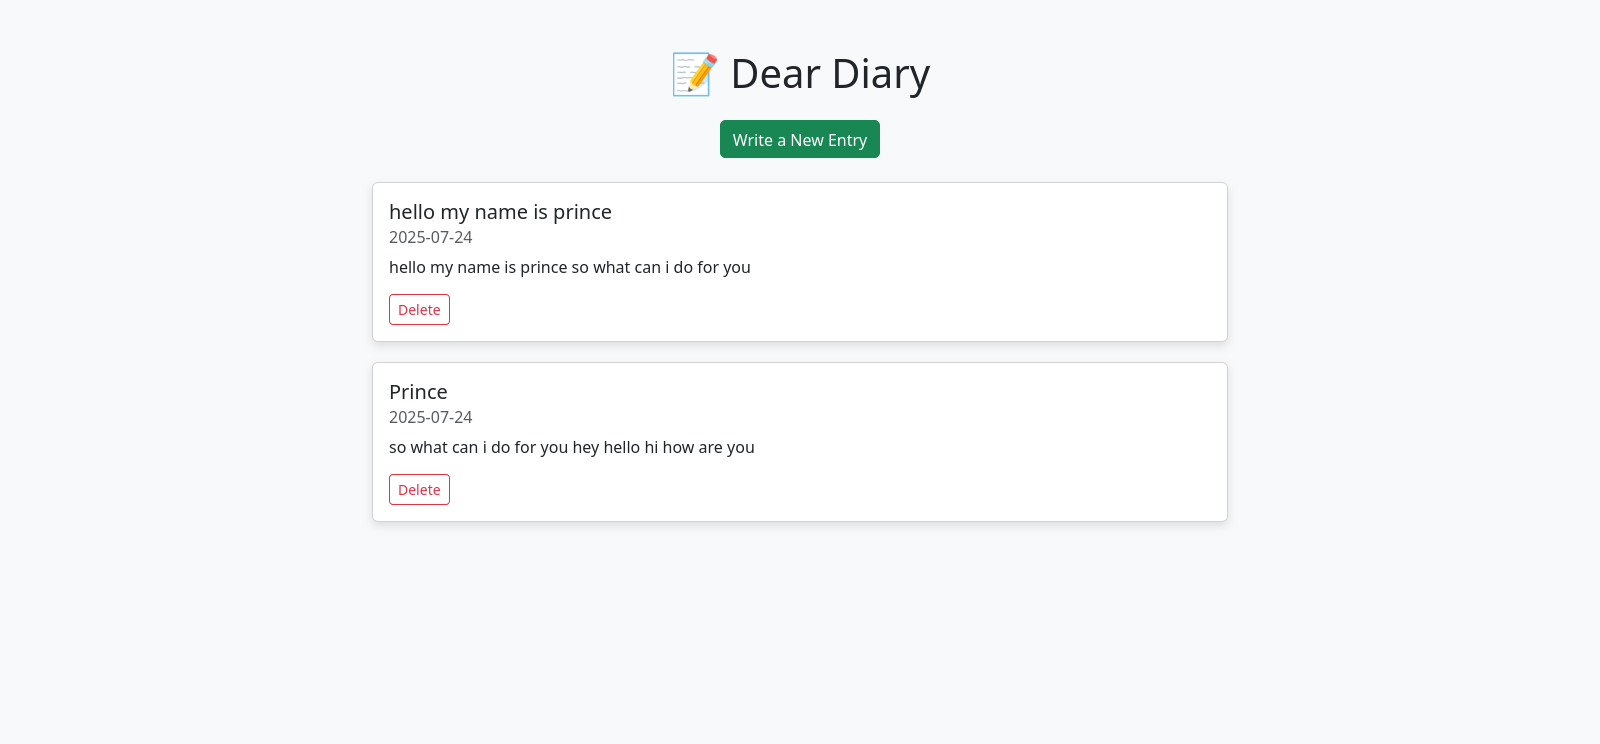 📝 Dear Diary
Write a New Entry
hello my name is prince
2025-07-24
hello my name is prince so what can i do for you
Delete
Prince
2025-07-24
so what can i do for you hey hello hi how are you
Delete